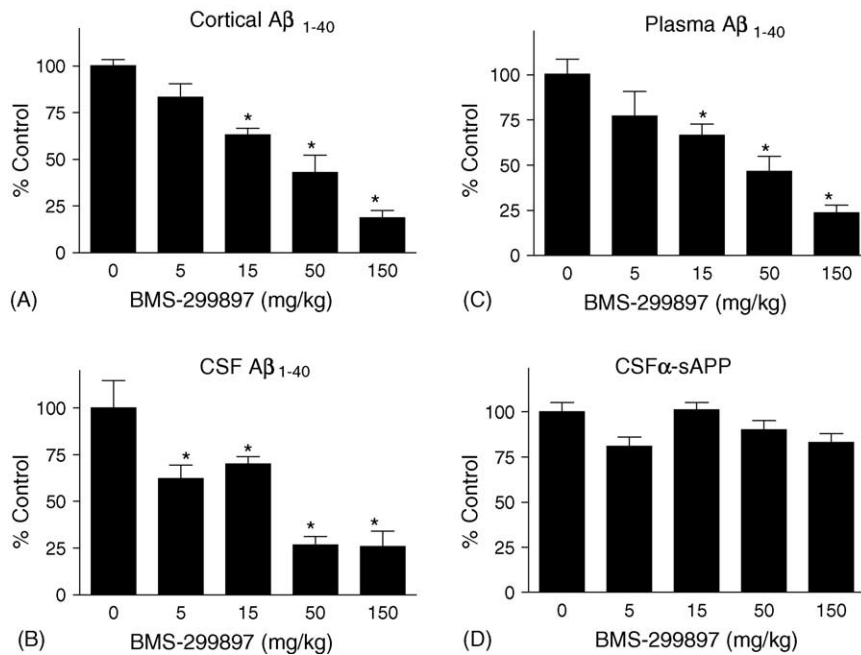 Cortical Aβ 1-40
% Control
100
75
50
25
0
*
*
*
0 5 15 50 150
(A) BMS-299897 (mg/kg)
Plasma Aβ 1-40
% Control
100
75
50
25
0
*
*
*
0 5 15 50 150
(C) BMS-299897 (mg/kg)
CSF Aβ 1-40
% Control
100
75
50
25
0
*
*
*
*
0 5 15 50 150
(B) BMS-299897 (mg/kg)
CSFα-sAPP
% Control
100
75
50
25
0
0 5 15 50 150
(D) BMS-299897 (mg/kg)